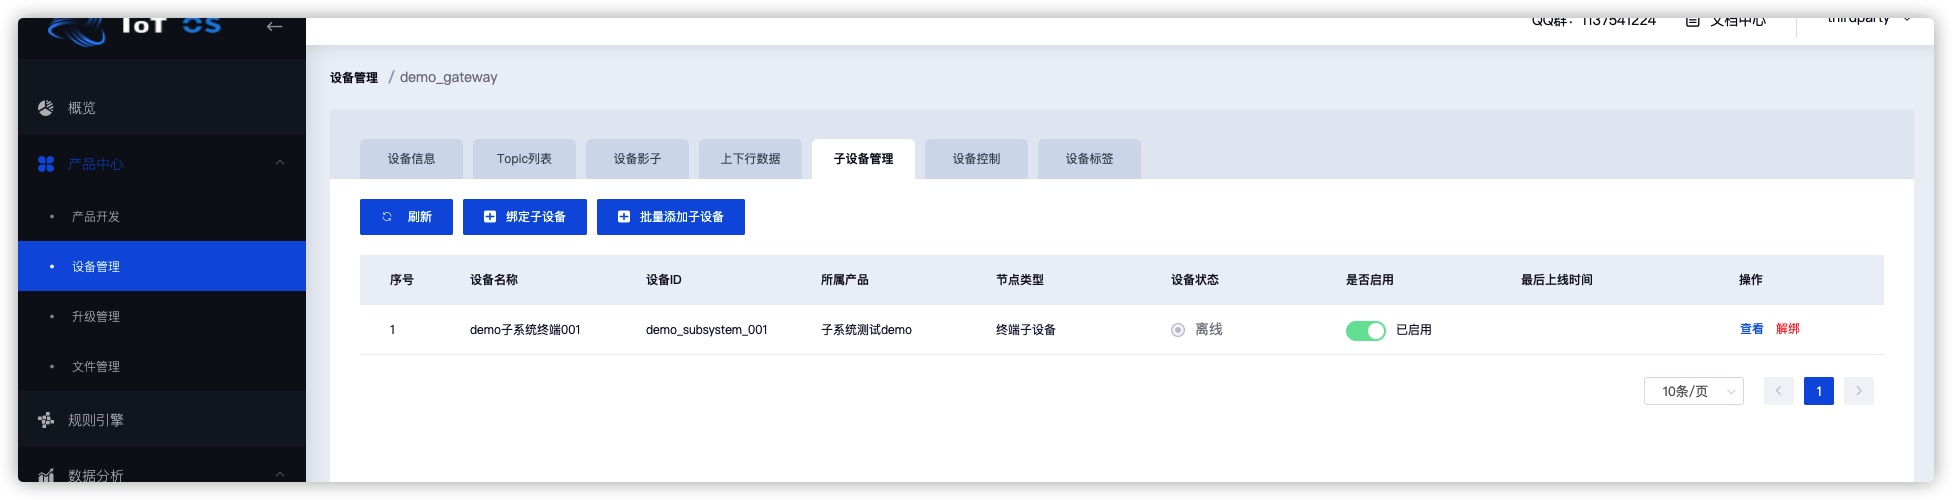 IoT OS
QQ群：1137541224 文档中心 thirdparty
设备管理 / demo_gateway
概览
产品中心
产品开发
设备管理
升级管理
文件管理
规则引擎
数据分析
设备信息 Topic列表 设备影子 上下行数据 子设备管理 设备控制 设备标签
刷新 绑定子设备 批量添加子设备
序号 设备名称 设备ID 所属产品 节点类型 设备状态 是否启用 最后上线时间 操作
1 demo子系统终端001 demo_subsystem_001 子系统测试demo 终端子设备 离线 已启用 查看 解绑
10条/页 1